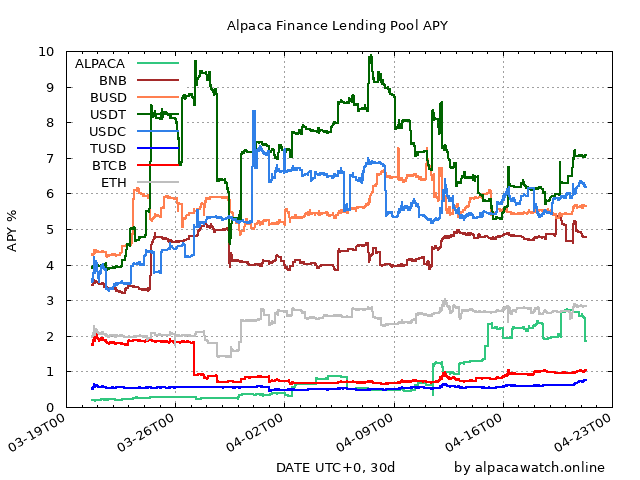 Alpaca Finance Lending Pool APY
10
9
8
7
6
5
4
3
2
1
0
APY %
ALPACA
BNB
BUSD
USDT
USDC
TUSD
BTCB
ETH
03-19T00
03-26T00
04-02T00
04-09T00
04-16T00
04-23T00
DATE UTC+0, 30d
by alpacawatch.online